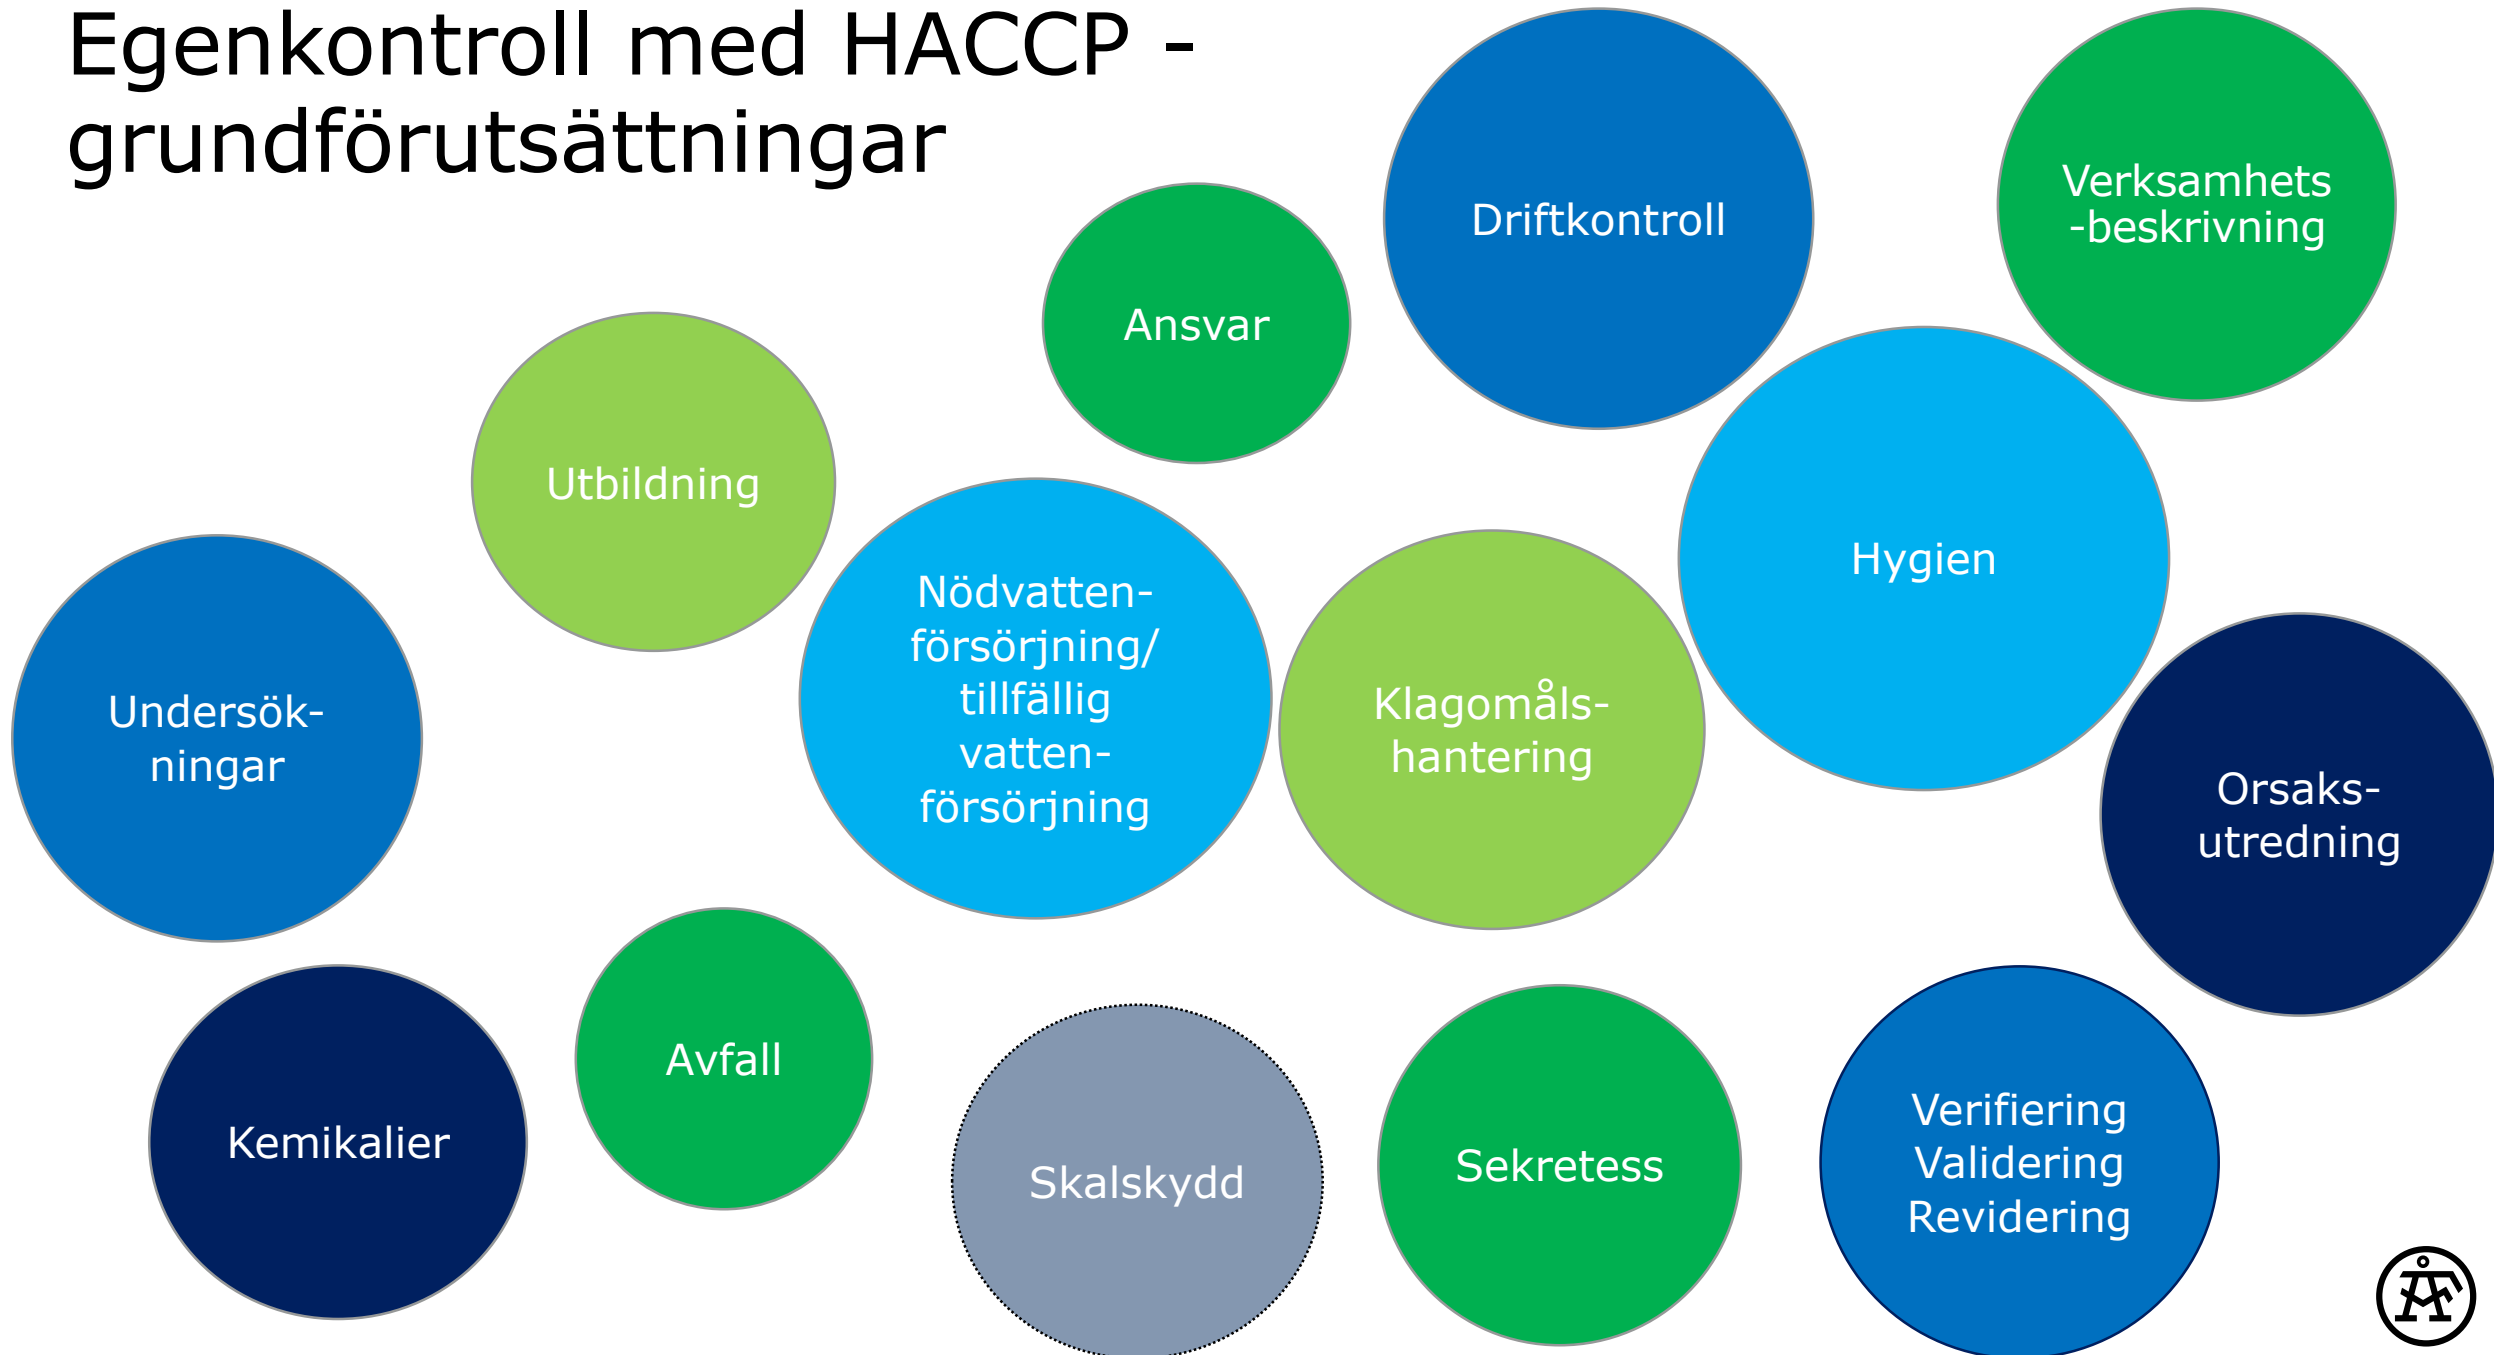 Egenkontroll med HACCP -
grundförutsättningar
Driftkontroll
Verksamhets
-beskrivning
Ansvar
Utbildning
Hygien
Nödvatten-
försörjning/
tillfällig
vatten-
försörjning
Klagomåls-
hantering
Undersök-
ningar
Orsaks-
utredning
Avfall
Kemikalier
Skalskydd
Sekretess
Verifiering
Validering
Revidering